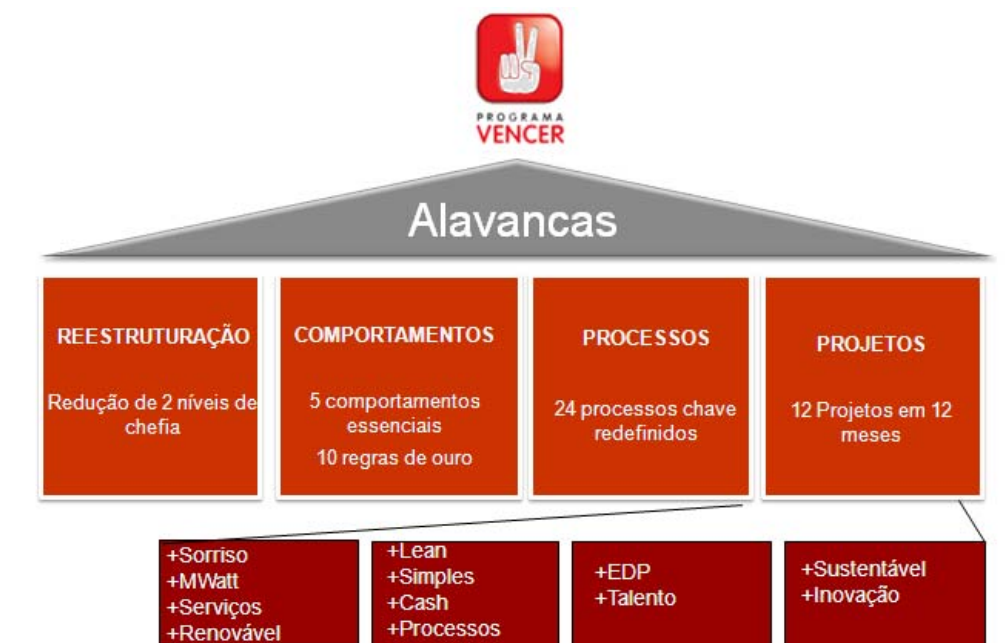 PROGRAMA
VENCER
Alavancas
REESTRUTURAÇÃO
Redução de 2 níveis de
chefia
COMPORTAMENTOS
5 comportamentos
essenciais
10 regras de ouro
PROCESSOS
24 processos chave
redefinidos
PROJETOS
12 Projetos em 12
meses
+Sorriso
+MWatt
+Serviços
+Renovável
+Lean
+Simples
+Cash
+Processos
+EDP
+Talento
+Sustentável
+Inovação